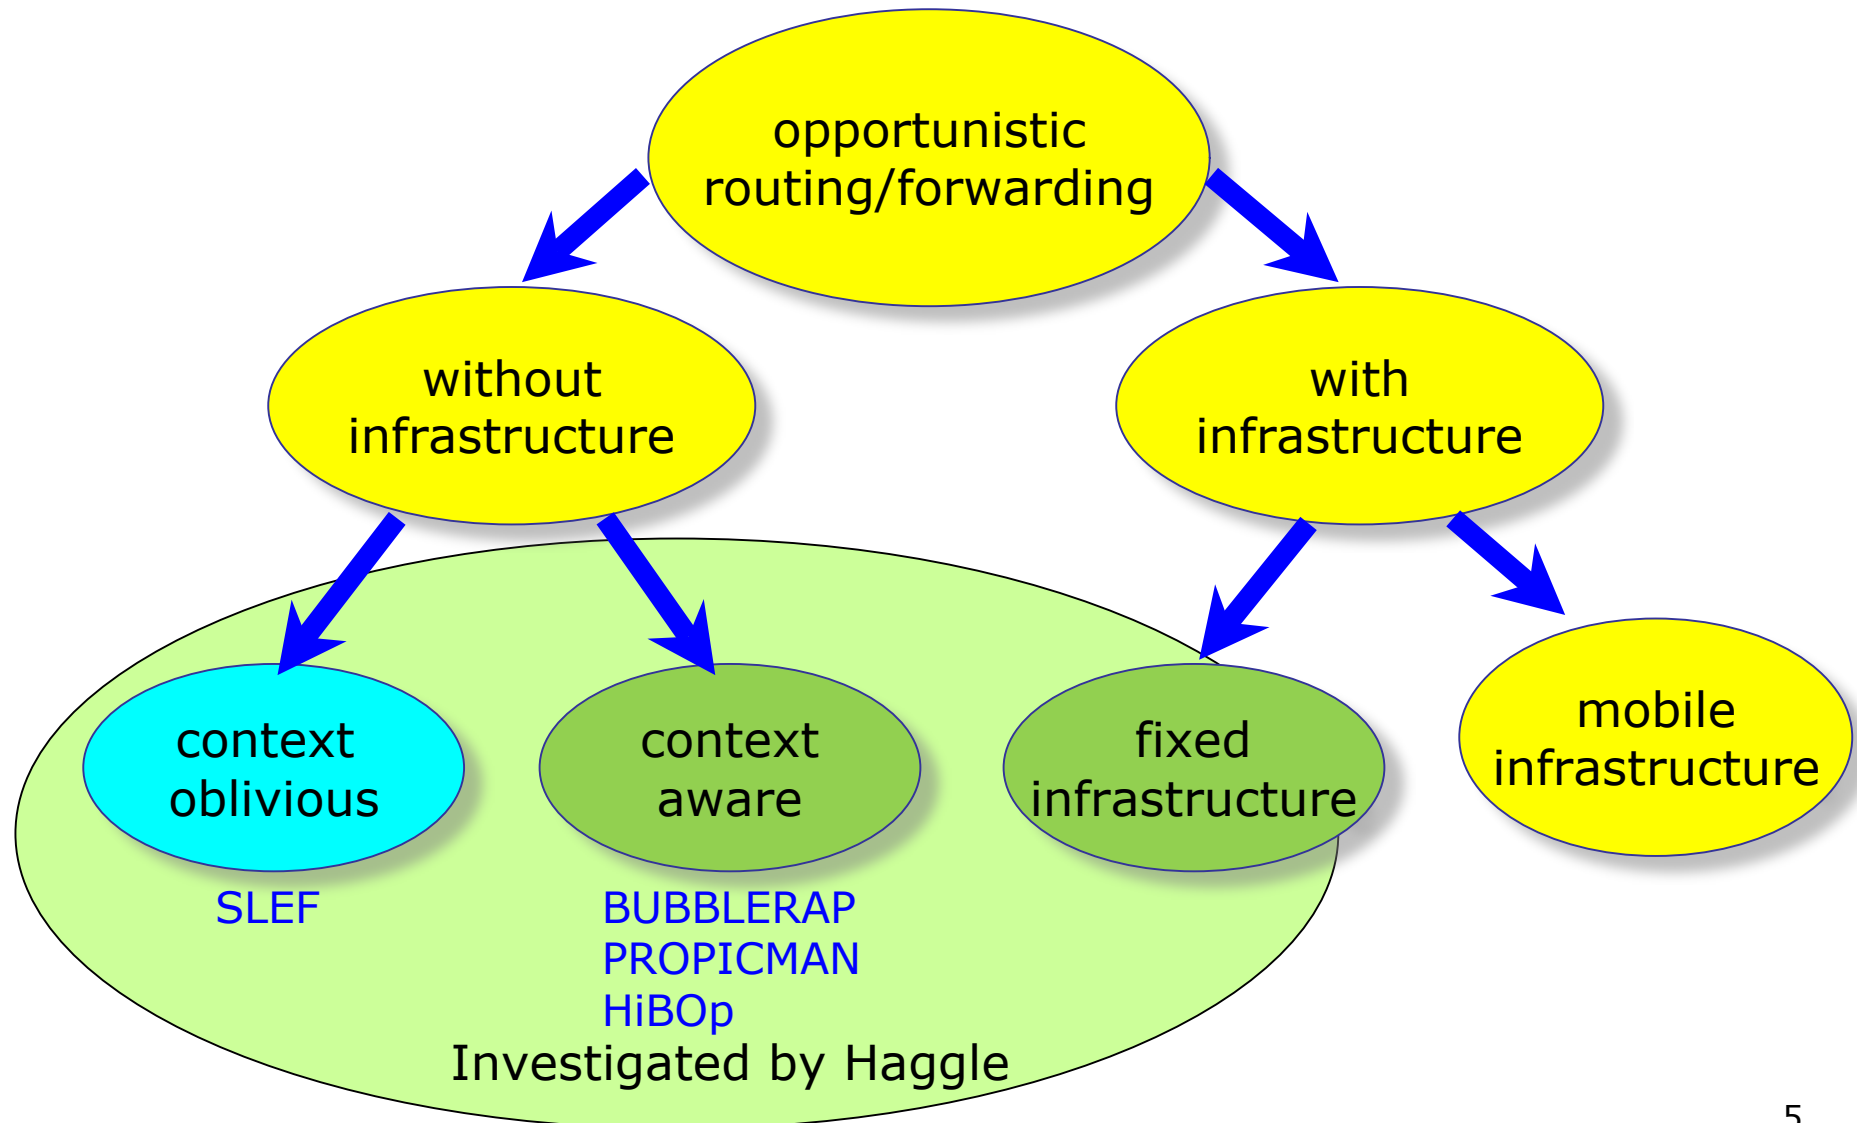 opportunistic
routing/forwarding
without
infrastructure
with
infrastructure
context
oblivious
context
aware
fixed
infrastructure
mobile
infrastructure
SLEF
BUBBLERAP
PROPICMAN
HiBOp
Investigated by Haggle
5